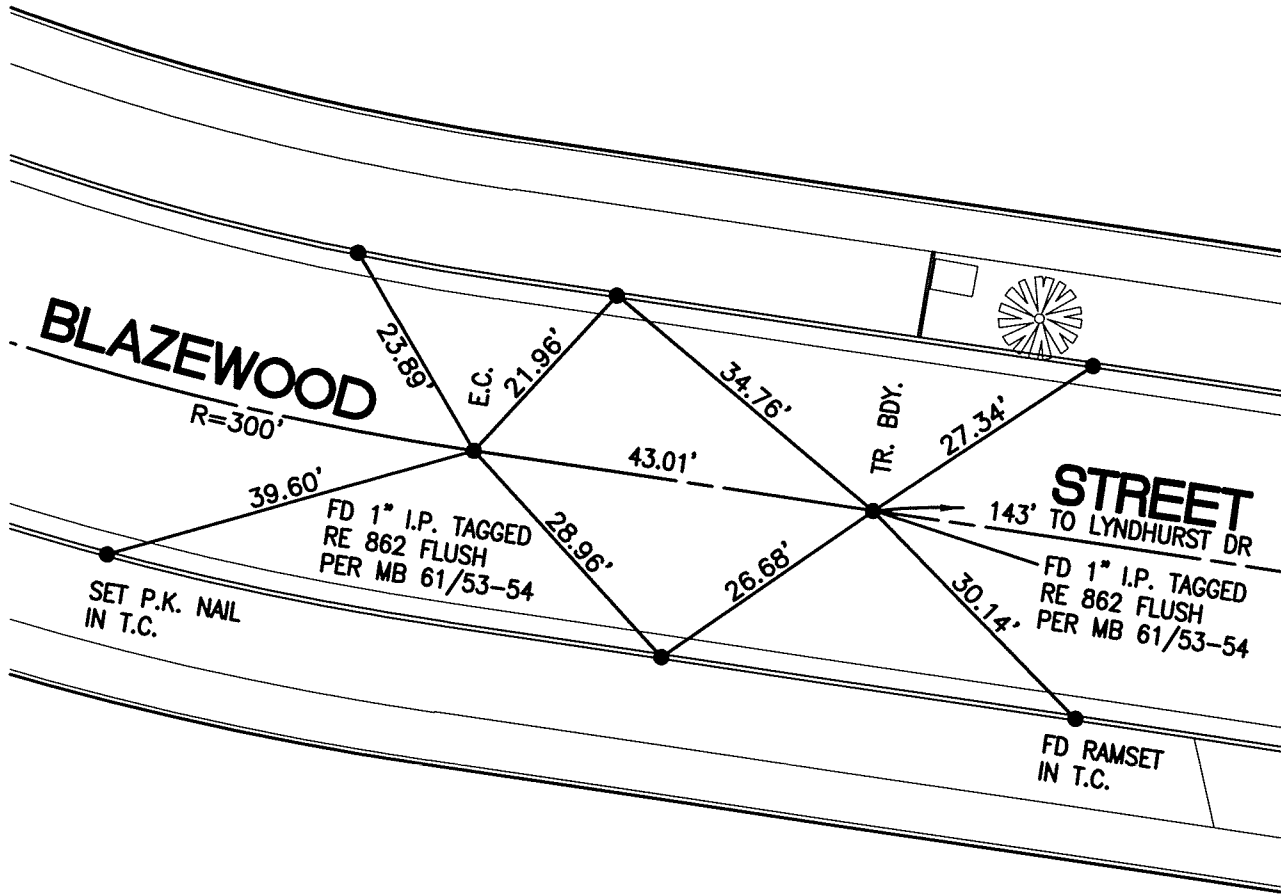 BLAZEWOOD
R=300'
23.89'
E.C.
21.96'
34.76'
TR. BDY.
27.34'
43.01'
STREET
143' TO LYNDHURST DR
39.60'
FD 1" I.P. TAGGED
RE 862 FLUSH
PER MB 61/53-54
28.96'
26.68'
30.14'
FD 1" I.P. TAGGED
RE 862 FLUSH
PER MB 61/53-54
SET P.K. NAIL
IN T.C.
FD RAMSET
IN T.C.